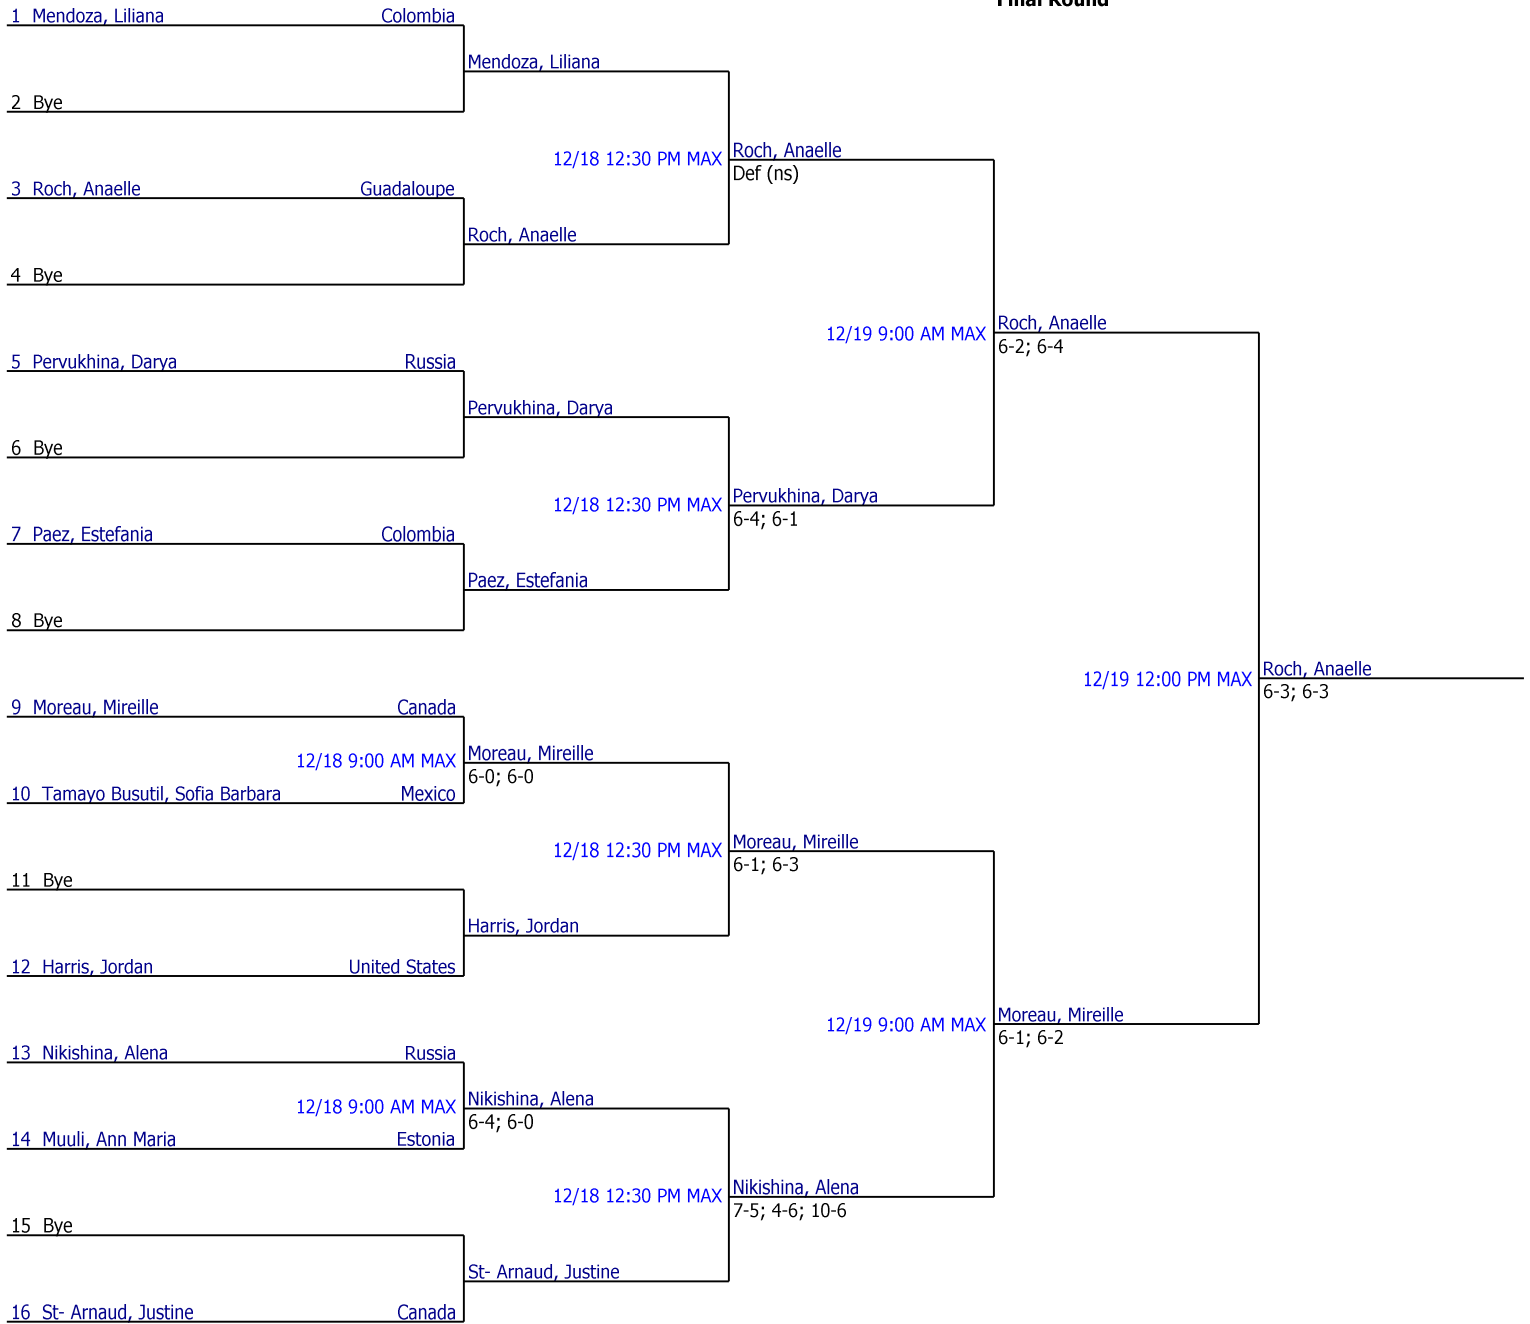 Final Round
1 Mendoza, Liliana Colombia
Mendoza, Liliana
2 Bye
12/18 12:30 PM MAX Roch, Anaelle
Def (ns)
3 Roch, Anaelle Guadaloupe
Roch, Anaelle
4 Bye
12/19 9:00 AM MAX Roch, Anaelle
6-2; 6-4
5 Pervukhina, Darya Russia
Pervukhina, Darya
6 Bye
12/18 12:30 PM MAX Pervukhina, Darya
6-4; 6-1
7 Paez, Estefania Colombia
Paez, Estefania
8 Bye
12/19 12:00 PM MAX Roch, Anaelle
6-3; 6-3
9 Moreau, Mireille Canada
12/18 9:00 AM MAX Moreau, Mireille
6-0; 6-0
10 Tamayo Busutil, Sofia Barbara Mexico
12/18 12:30 PM MAX Moreau, Mireille
6-1; 6-3
11 Bye
Harris, Jordan
12 Harris, Jordan United States
12/19 9:00 AM MAX Moreau, Mireille
6-1; 6-2
13 Nikishina, Alena Russia
12/18 9:00 AM MAX Nikishina, Alena
6-4; 6-0
14 Muuli, Ann Maria Estonia
12/18 12:30 PM MAX Nikishina, Alena
7-5; 4-6; 10-6
15 Bye
St- Arnaud, Justine
16 St- Arnaud, Justine Canada